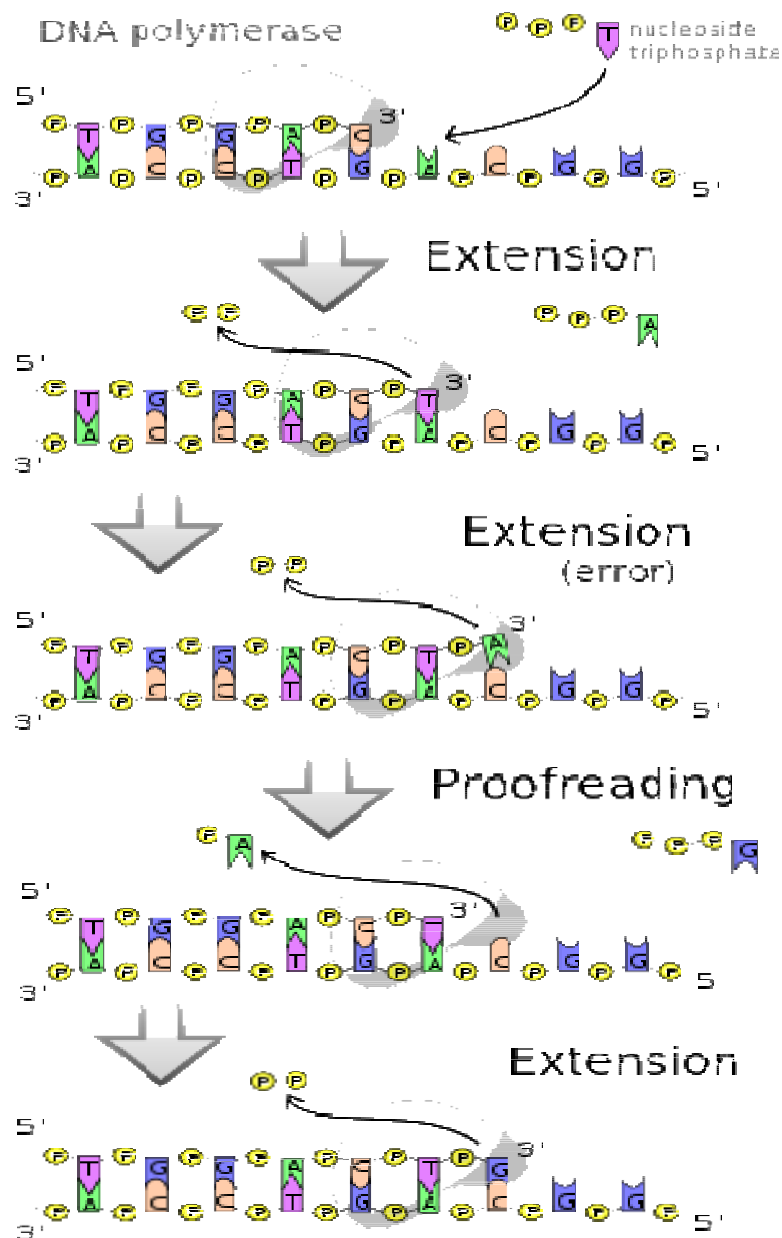 DNA polymerase
P P P T nucleoside
triphosphate
5' P T P G P G P A P C 3'
3' P A P C P C P T P G P A P C P G P G P 5'
Extension
P P
P P P A
5' P T P G P G P A P C P T 3'
3' P A P C P C P T P G P A P C P G P G P 5'
Extension
(error)
P P
5' P T P G P G P A P C P T P A 3'
3' P A P C P C P T P G P A P C P G P G P 5'
Proofreading
P A
P P P G
5' P T P G P G P A P C P T 3'
3' P A P C P C P T P G P A P C P G P G P 5
Extension
P P
5' P T P G P G P A P C P T P G 3'
3' P A P C P C P T P G P A P C P G P G P 5'